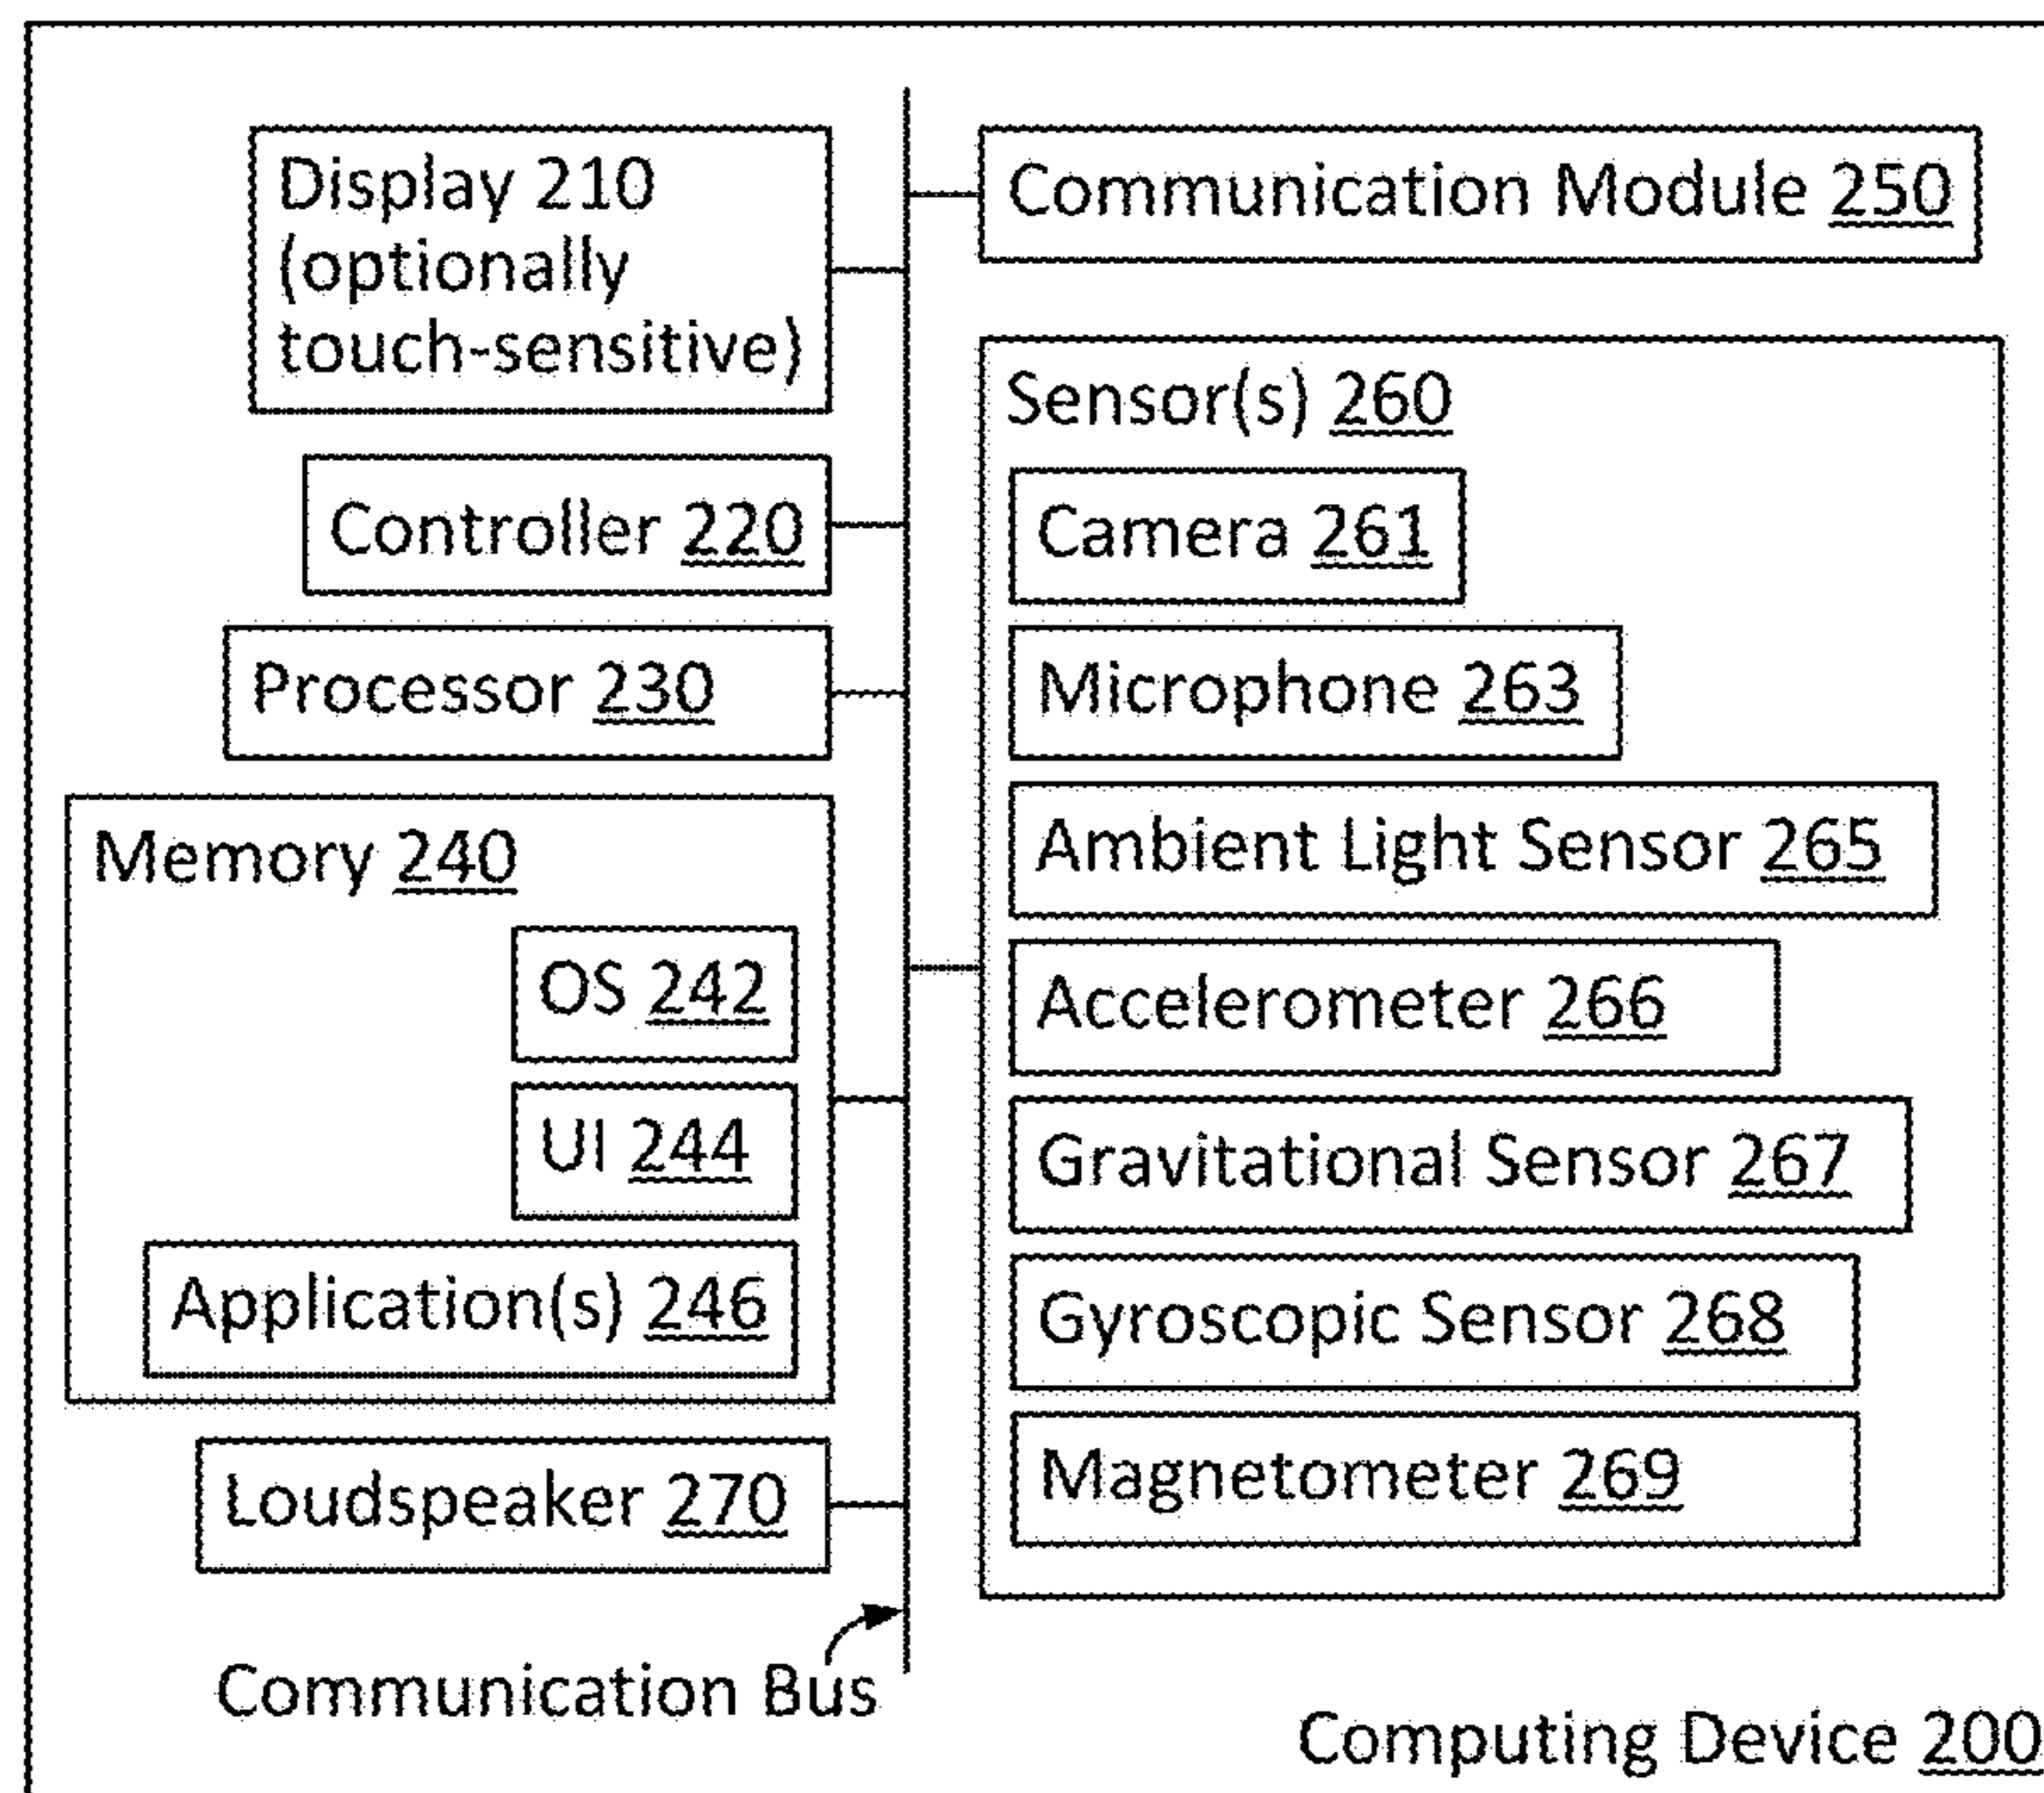 Display 210
(optionally
touch-sensitive)
Controller 220
Processor 230
Memory 240
OS 242
UI 244
Application(s) 246
Loudspeaker 270
Communication Bus
Communication Module 250
Sensor(s) 260
Camera 261
Microphone 263
Ambient Light Sensor 265
Accelerometer 266
Gravitational Sensor 267
Gyroscopic Sensor 268
Magnetometer 269
Computing Device 200